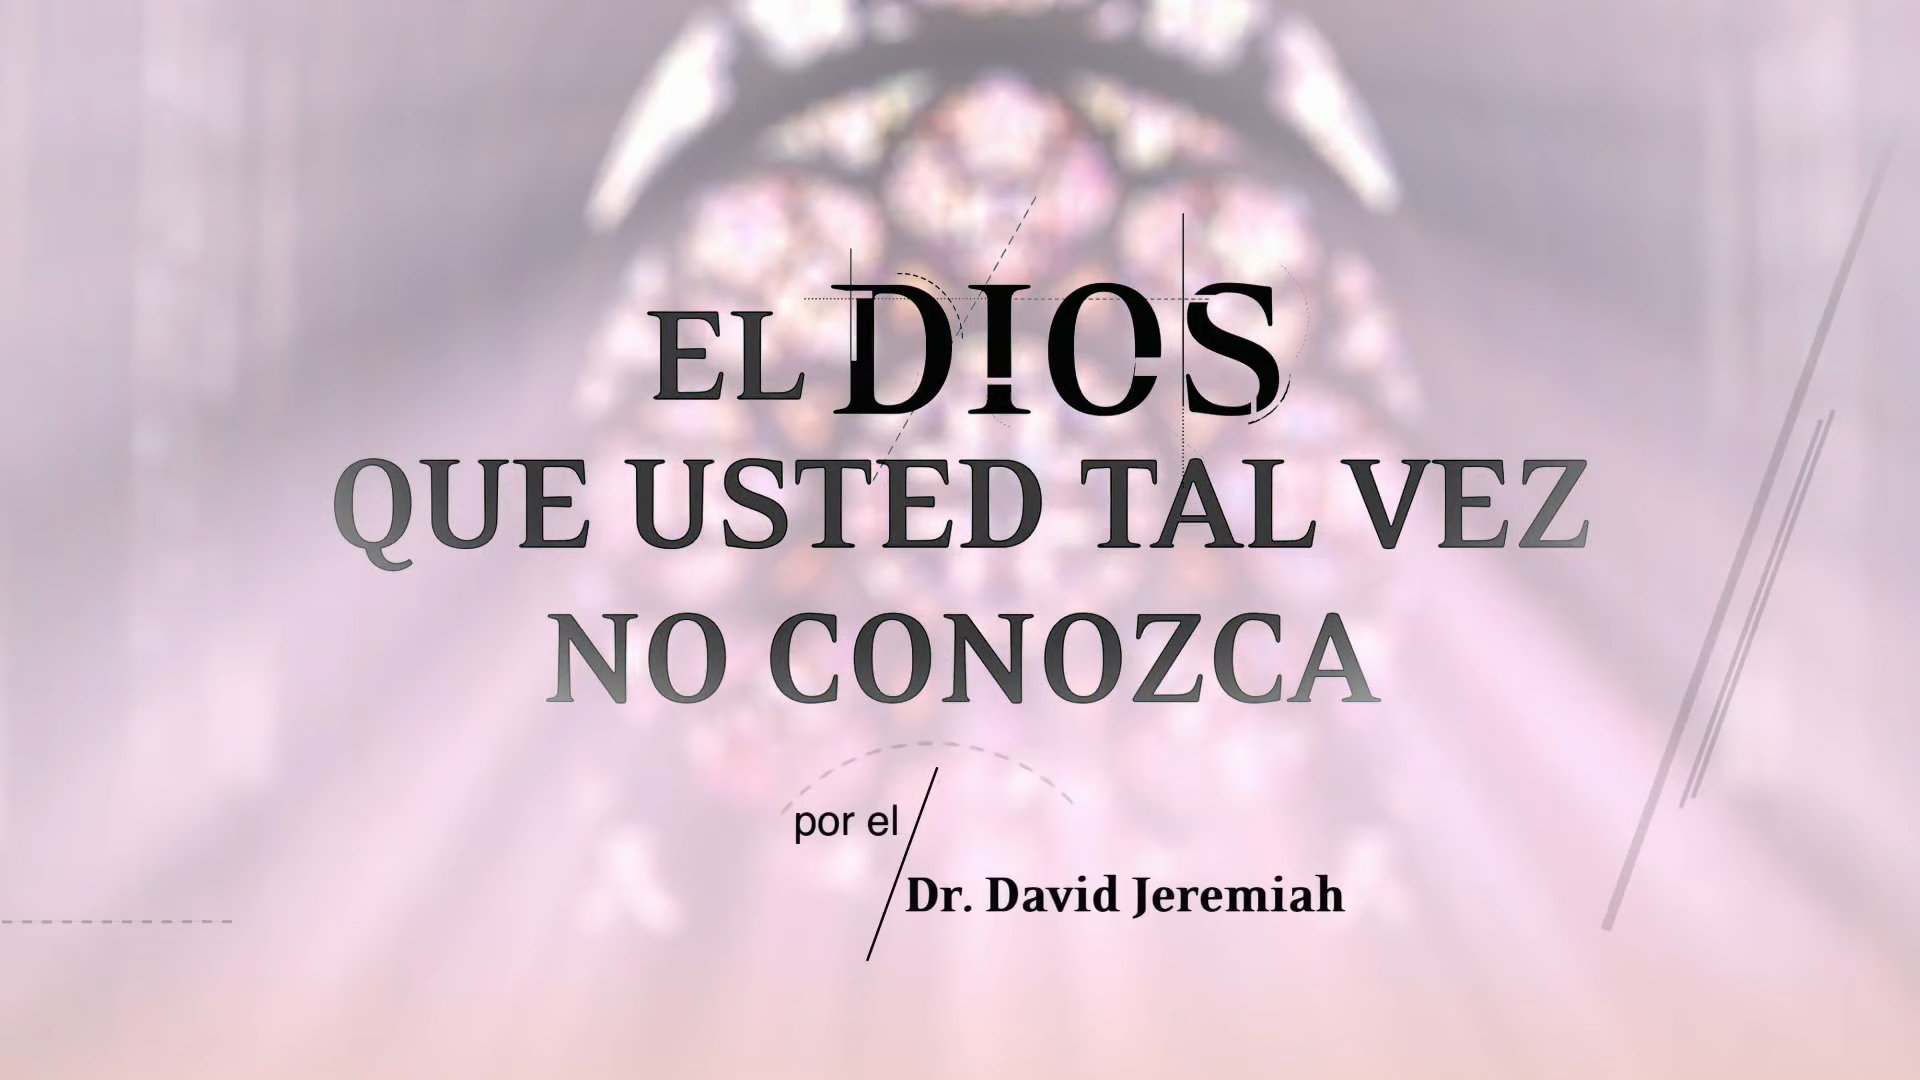 EL DIOS
QUE USTED TAL VEZ
NO CONOZCA
por el
Dr. David Jeremiah